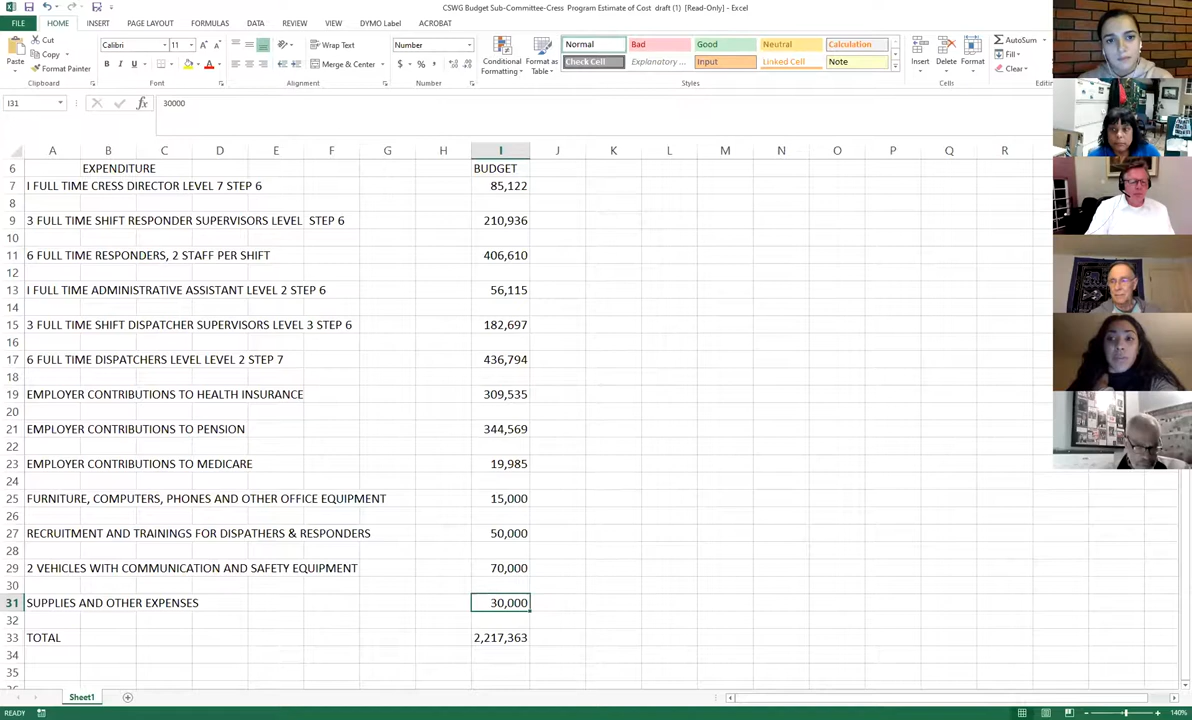 CSWG Budget Sub-Committee-Cress Program Estimate of Cost draft (1) [Read-Only] - Excel
FILE HOME INSERT PAGE LAYOUT FORMULAS DATA REVIEW VIEW DYMO Label ACROBAT
Cut Calibri 11 Wrap Text Number Normal Bad Good Neutral Calculation AutoSum
Copy Fill
Paste Format Painter B I U Merge & Center $ % , Conditional Formatting Format as Table Check Cell Explanatory ... Input Linked Cell Note Insert Delete Format Clear
Clipboard Font Alignment Number Styles Cells
I31 fx 30000
A B C D E F G H I J K L M N O P Q R
6 EXPENDITURE BUDGET
7 I FULL TIME CRESS DIRECTOR LEVEL 7 STEP 6 85,122
8
9 3 FULL TIME SHIFT RESPONDER SUPERVISORS LEVEL STEP 6 210,936
10
11 6 FULL TIME RESPONDERS, 2 STAFF PER SHIFT 406,610
12
13 I FULL TIME ADMINISTRATIVE ASSISTANT LEVEL 2 STEP 6 56,115
14
15 3 FULL TIME SHIFT DISPATCHER SUPERVISORS LEVEL 3 STEP 6 182,697
16
17 6 FULL TIME DISPATCHERS LEVEL LEVEL 2 STEP 7 436,794
18
19 EMPLOYER CONTRIBUTIONS TO HEALTH INSURANCE 309,535
20
21 EMPLOYER CONTRIBUTIONS TO PENSION 344,569
22
23 EMPLOYER CONTRIBUTIONS TO MEDICARE 19,985
24
25 FURNITURE, COMPUTERS, PHONES AND OTHER OFFICE EQUIPMENT 15,000
26
27 RECRUITMENT AND TRAININGS FOR DISPATHERS & RESPONDERS 50,000
28
29 2 VEHICLES WITH COMMUNICATION AND SAFETY EQUIPMENT 70,000
30
31 SUPPLIES AND OTHER EXPENSES 30,000
32
33 TOTAL 2,217,363
34
35
Sheet1
READY 140%